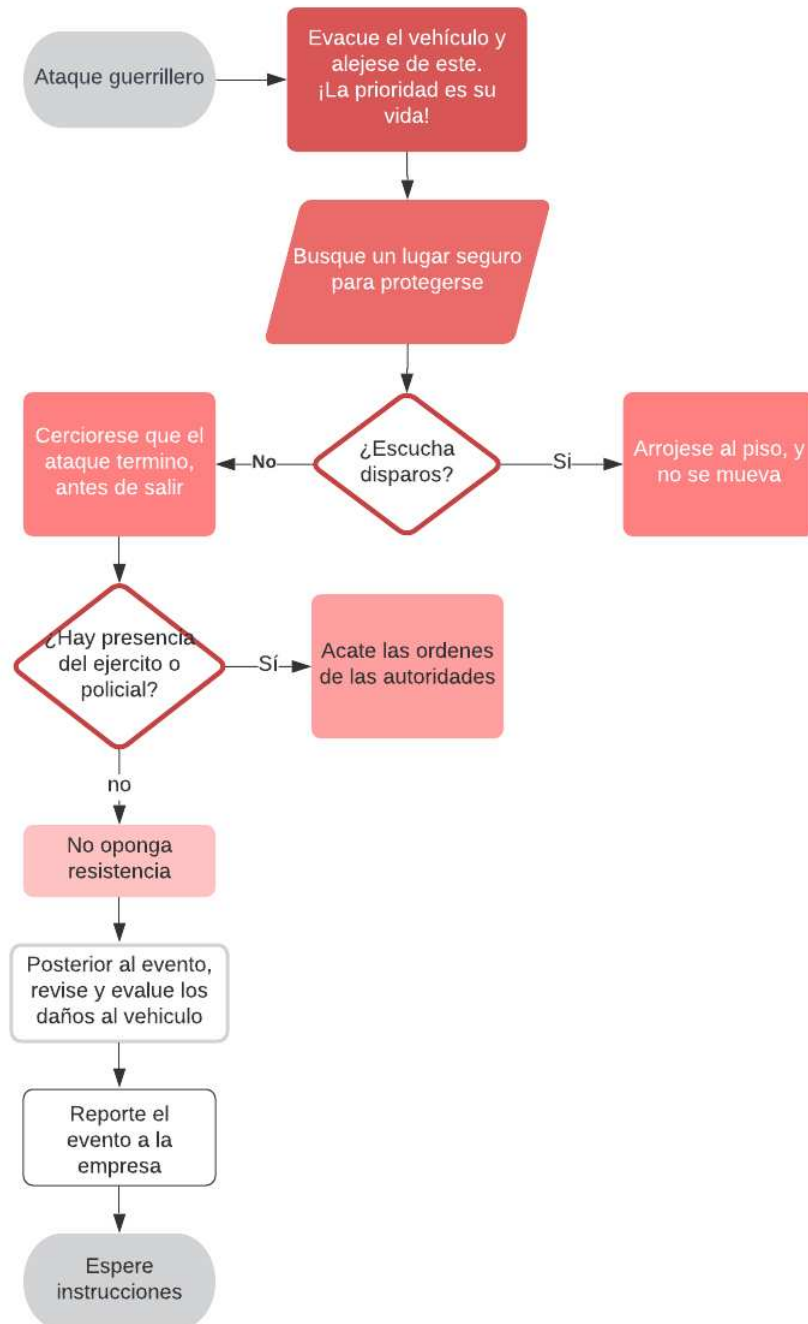 Ataque guerrillero
Evacue el vehículo y
alejese de este.
¡La prioridad es su
vida!
Busque un lugar seguro
para protegerse
¿Escucha
disparos?
No
Si
Cerciorese que el
ataque termino,
antes de salir
Arrojese al piso, y
no se mueva
¿Hay presencia
del ejercito o
policial?
Sí
Acate las ordenes
de las autoridades
no
No oponga
resistencia
Posterior al evento,
revise y evalue los
daños al vehiculo
Reporte el
evento a la
empresa
Espere
instrucciones